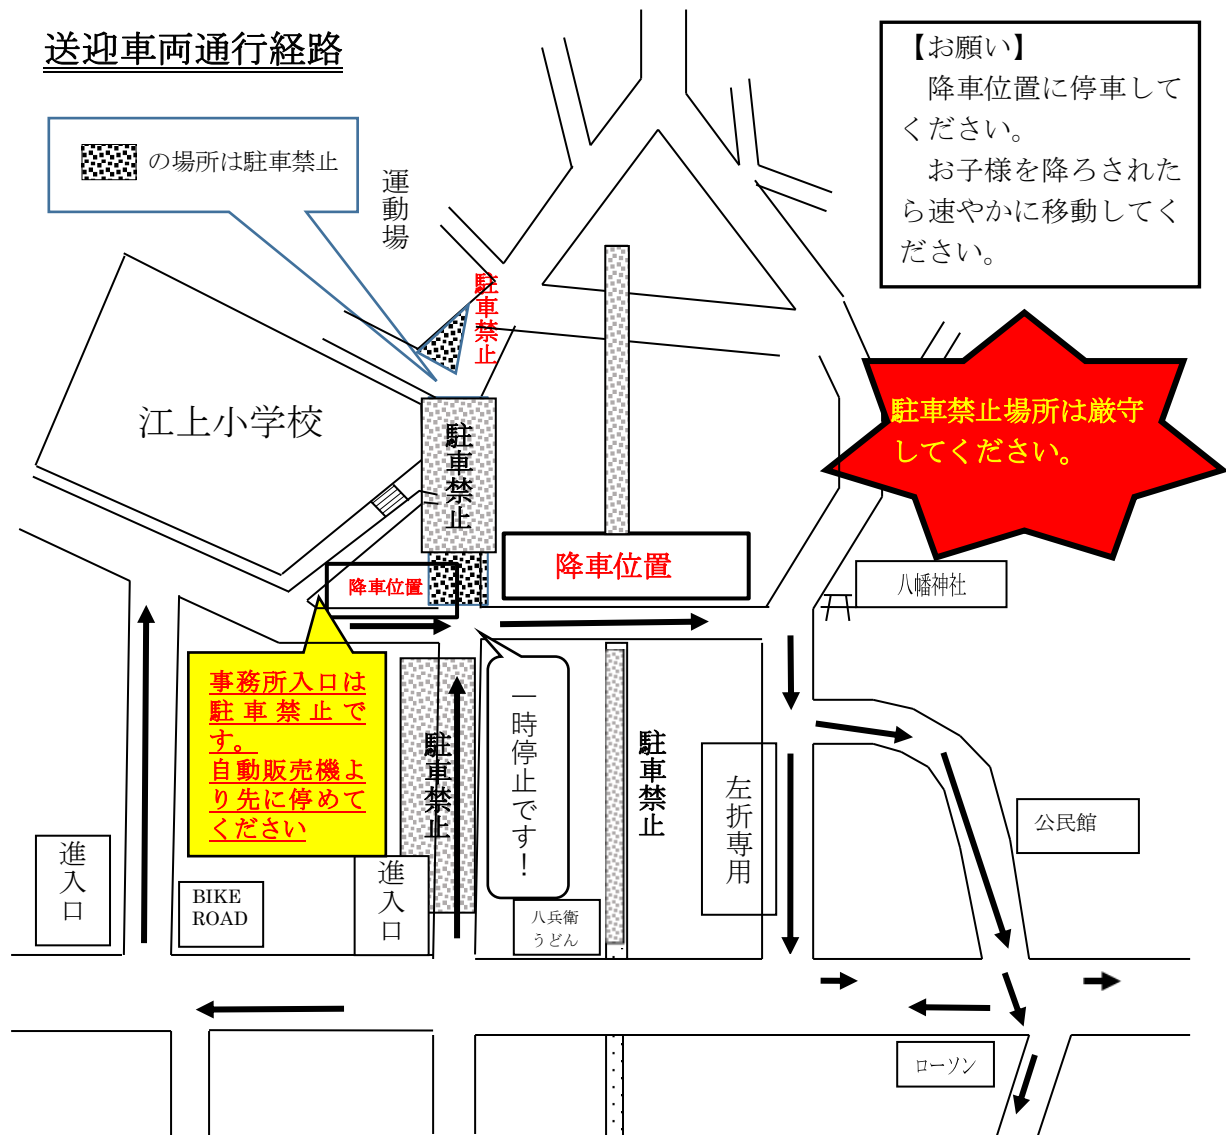 送迎車両通行経路
【お願い】
降車位置に停車して
ください。
お子様を降ろされた
ら速やかに移動してく
ださい。
の場所は駐車禁止
運動場
駐車禁止
江上小学校
駐車禁止
駐車禁止場所は厳守
してください。
降車位置
降車位置
八幡神社
事務所入口は
駐車禁止で
す。
自動販売機よ
り先に停めて
ください
駐車禁止
一時停止です！
駐車禁止
左折専用
公民館
進入口
BIKE
ROAD
進入口
八兵衛
うどん
ローソン